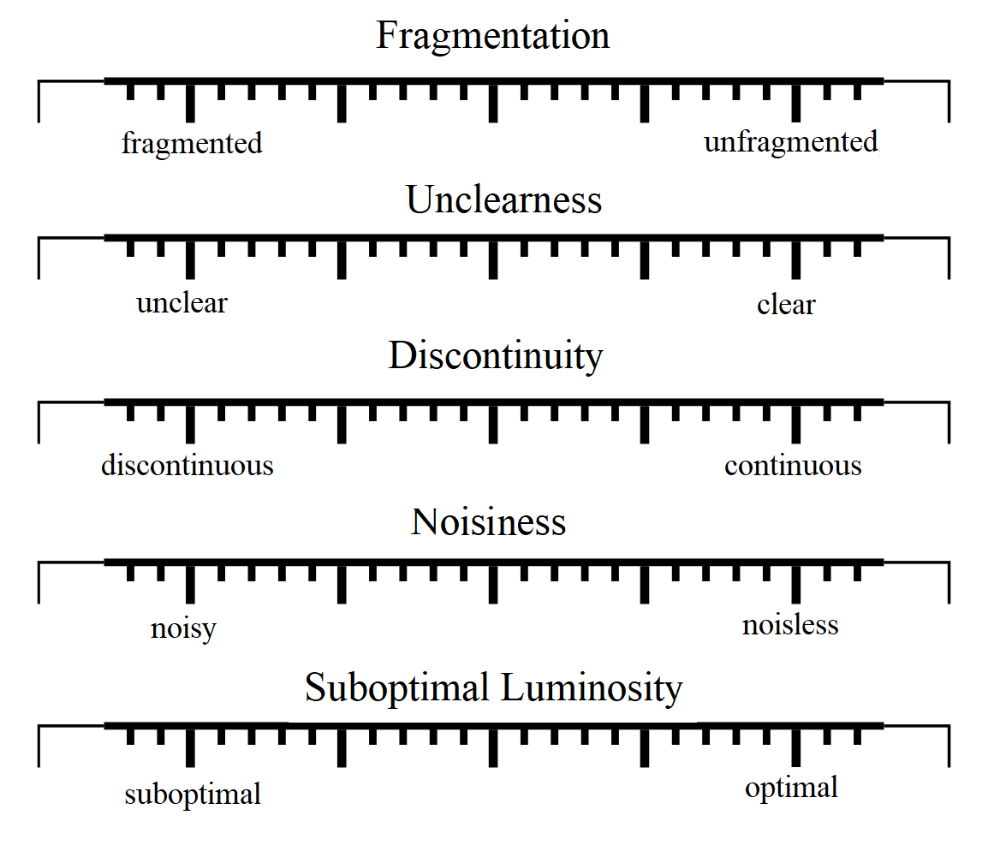 Fragmentation
fragmented unfragmented
Unclearness
unclear clear
Discontinuity
discontinuous continuous
Noisiness
noisy noisless
Suboptimal Luminosity
suboptimal optimal